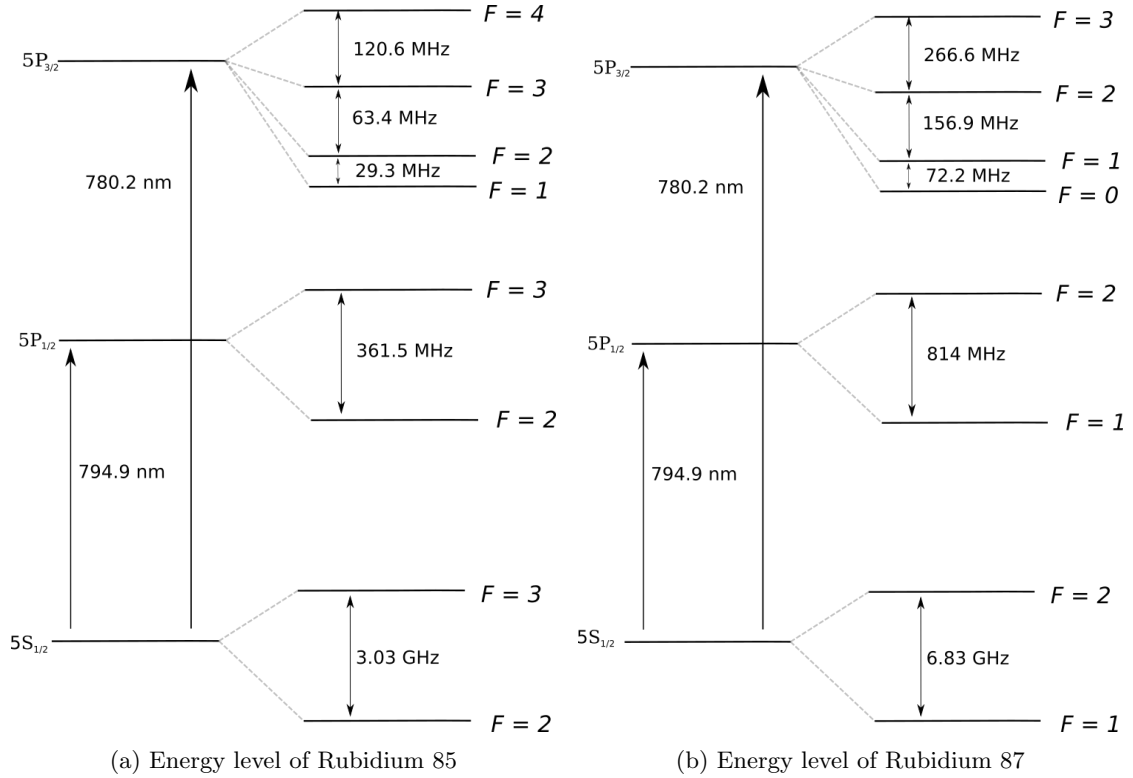 F = 4
120.6 MHz
5P3/2
F = 3
63.4 MHz
F = 2
29.3 MHz
F = 1
780.2 nm
F = 3
5P1/2
361.5 MHz
F = 2
794.9 nm
F = 3
5S1/2
3.03 GHz
F = 2
(a) Energy level of Rubidium 85
F = 3
266.6 MHz
5P3/2
F = 2
156.9 MHz
F = 1
72.2 MHz
F = 0
780.2 nm
F = 2
5P1/2
814 MHz
F = 1
794.9 nm
F = 2
5S1/2
6.83 GHz
F = 1
(b) Energy level of Rubidium 87